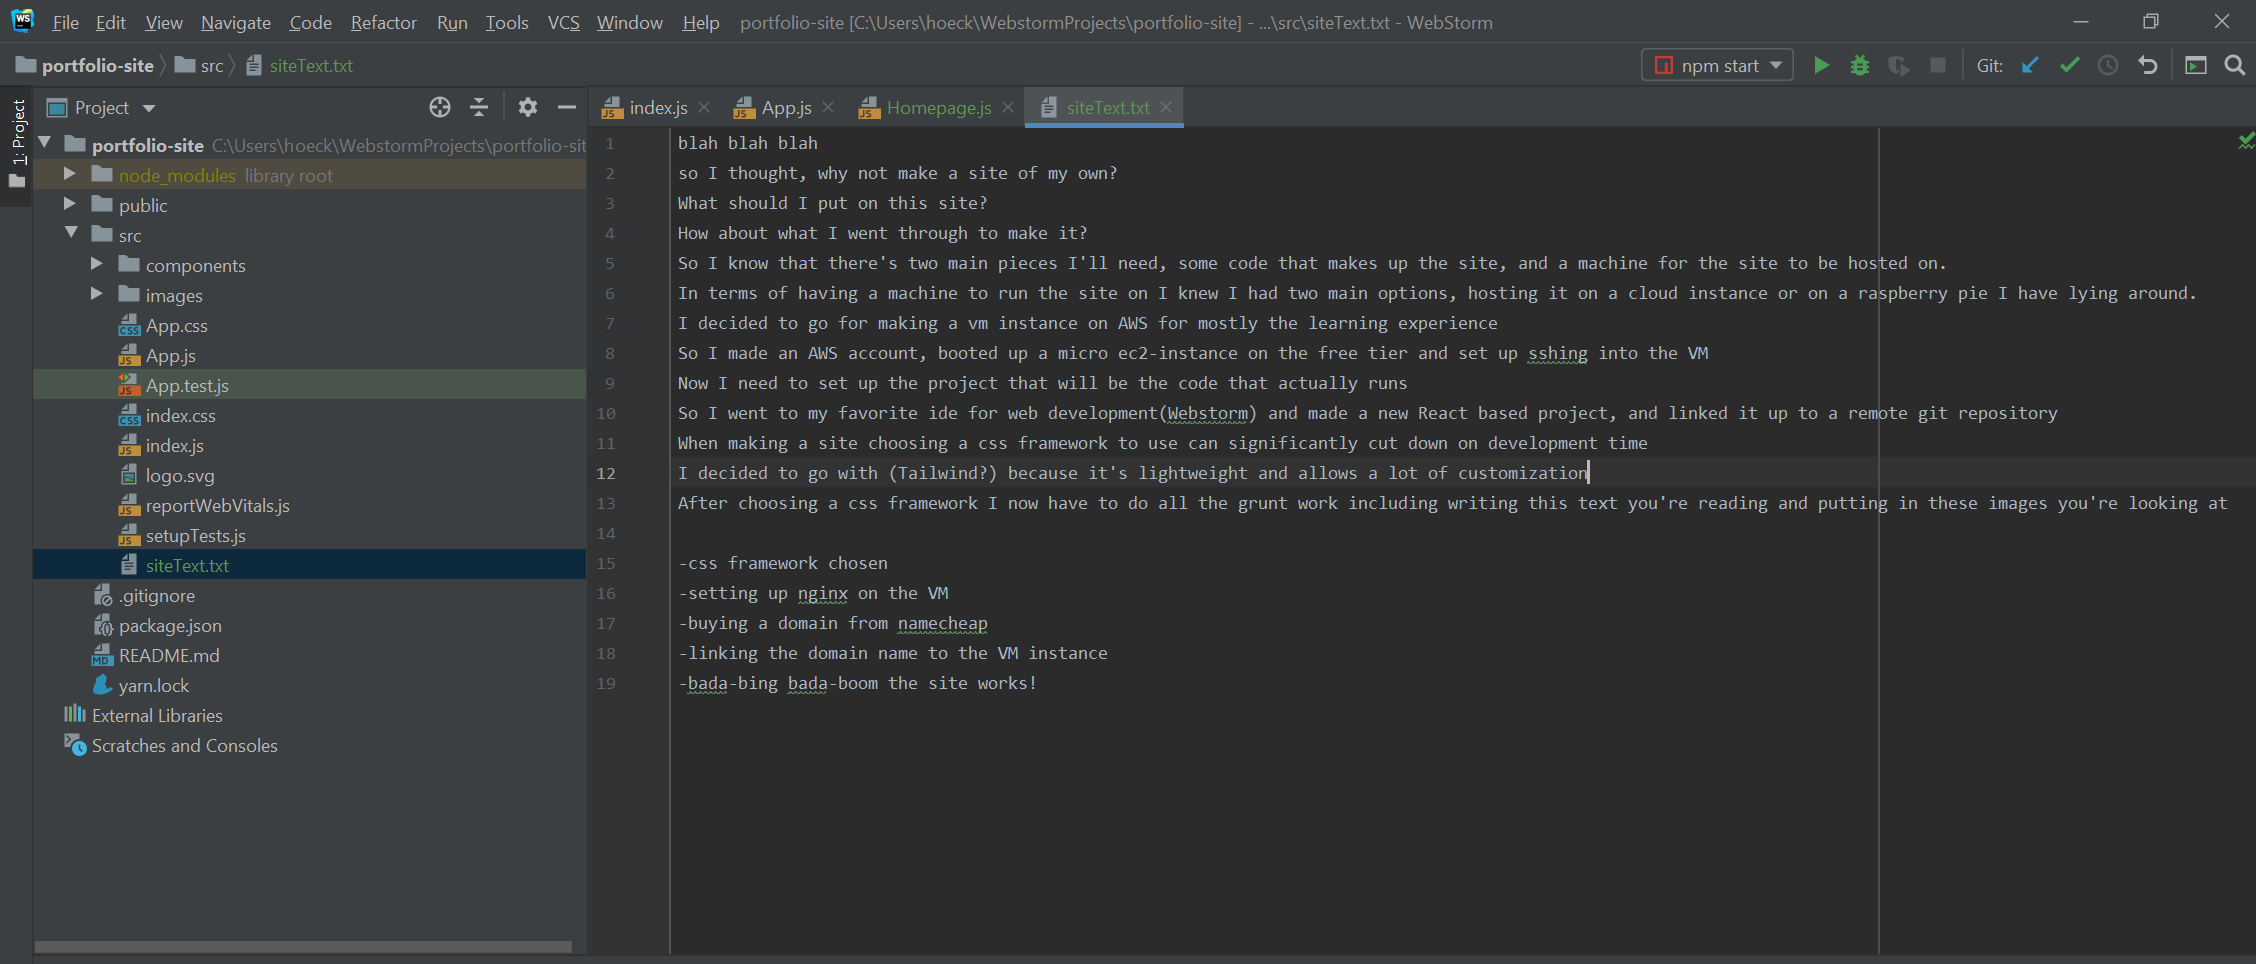 WS File Edit View Navigate Code Refactor Run Tools VCS Window Help portfolio-site [C:\Users\hoeck\WebstormProjects\portfolio-site] - ...\src\siteText.txt - WebStorm
portfolio-site src siteText.txt npm start Git:
1: Project
Project
portfolio-site C:\Users\hoeck\WebstormProjects\portfolio-sit
node_modules library root
public
src
components
images
App.css
App.js
App.test.js
index.css
index.js
logo.svg
reportWebVitals.js
setupTests.js
siteText.txt
.gitignore
package.json
README.md
yarn.lock
External Libraries
Scratches and Consoles
index.js App.js Homepage.js siteText.txt
1 blah blah blah
2 so I thought, why not make a site of my own?
3 What should I put on this site?
4 How about what I went through to make it?
5 So I know that there's two main pieces I'll need, some code that makes up the site, and a machine for the site to be hosted on.
6 In terms of having a machine to run the site on I knew I had two main options, hosting it on a cloud instance or on a raspberry pie I have lying around.
7 I decided to go for making a vm instance on AWS for mostly the learning experience
8 So I made an AWS account, booted up a micro ec2-instance on the free tier and set up sshing into the VM
9 Now I need to set up the project that will be the code that actually runs
10 So I went to my favorite ide for web development(Webstorm) and made a new React based project, and linked it up to a remote git repository
11 When making a site choosing a css framework to use can significantly cut down on development time
12 I decided to go with (Tailwind?) because it's lightweight and allows a lot of customization
13 After choosing a css framework I now have to do all the grunt work including writing this text you're reading and putting in these images you're looking at
14
15 -css framework chosen
16 -setting up nginx on the VM
17 -buying a domain from namecheap
18 -linking the domain name to the VM instance
19 -bada-bing bada-boom the site works!